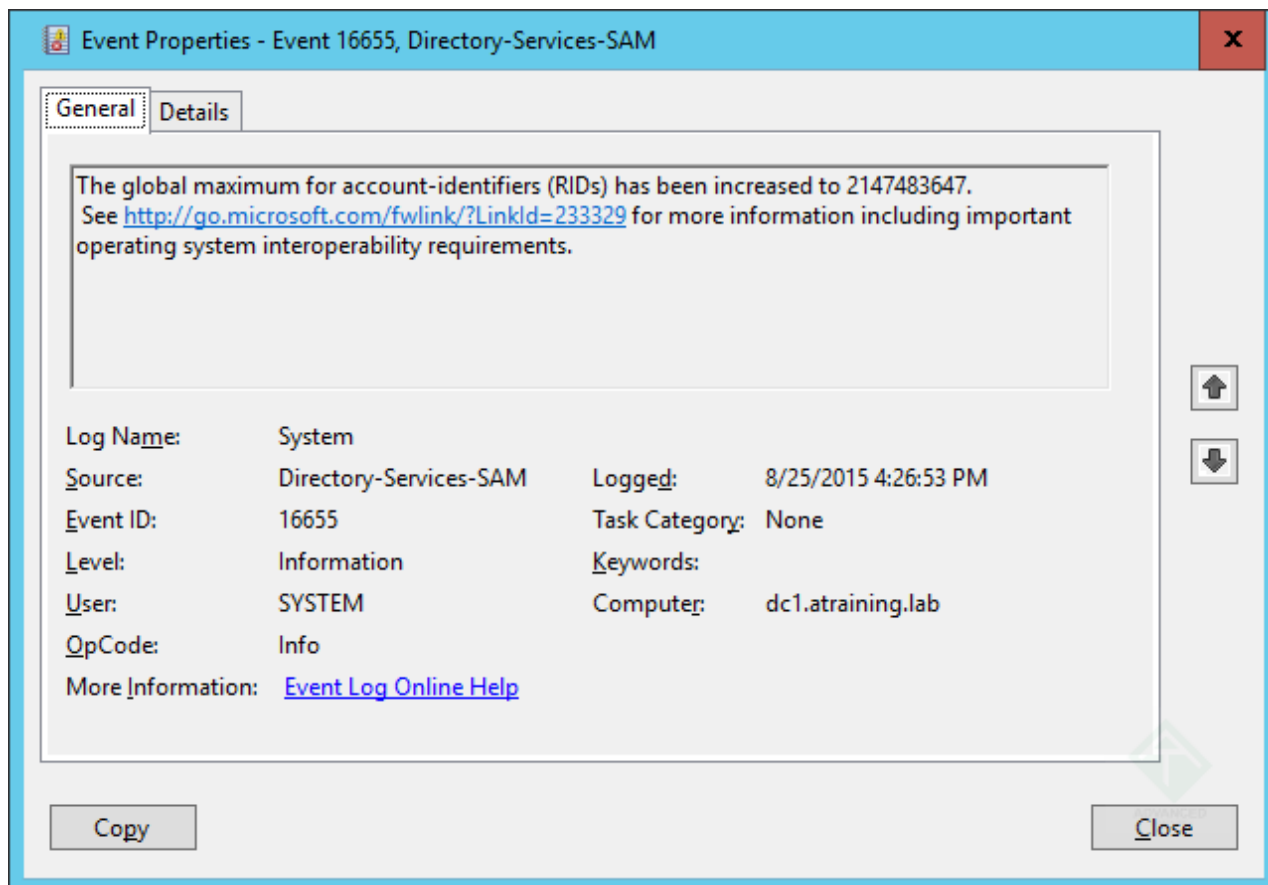 Event Properties - Event 16655, Directory-Services-SAM
General Details
The global maximum for account-identifiers (RIDs) has been increased to 2147483647.
See http://go.microsoft.com/fwlink/?LinkId=233329 for more information including important
operating system interoperability requirements.
Log Name: System
Source: Directory-Services-SAM Logged: 8/25/2015 4:26:53 PM
Event ID: 16655 Task Category: None
Level: Information Keywords:
User: SYSTEM Computer: dc1.atraining.lab
OpCode: Info
More Information: Event Log Online Help
ADVANCED
Copy Close